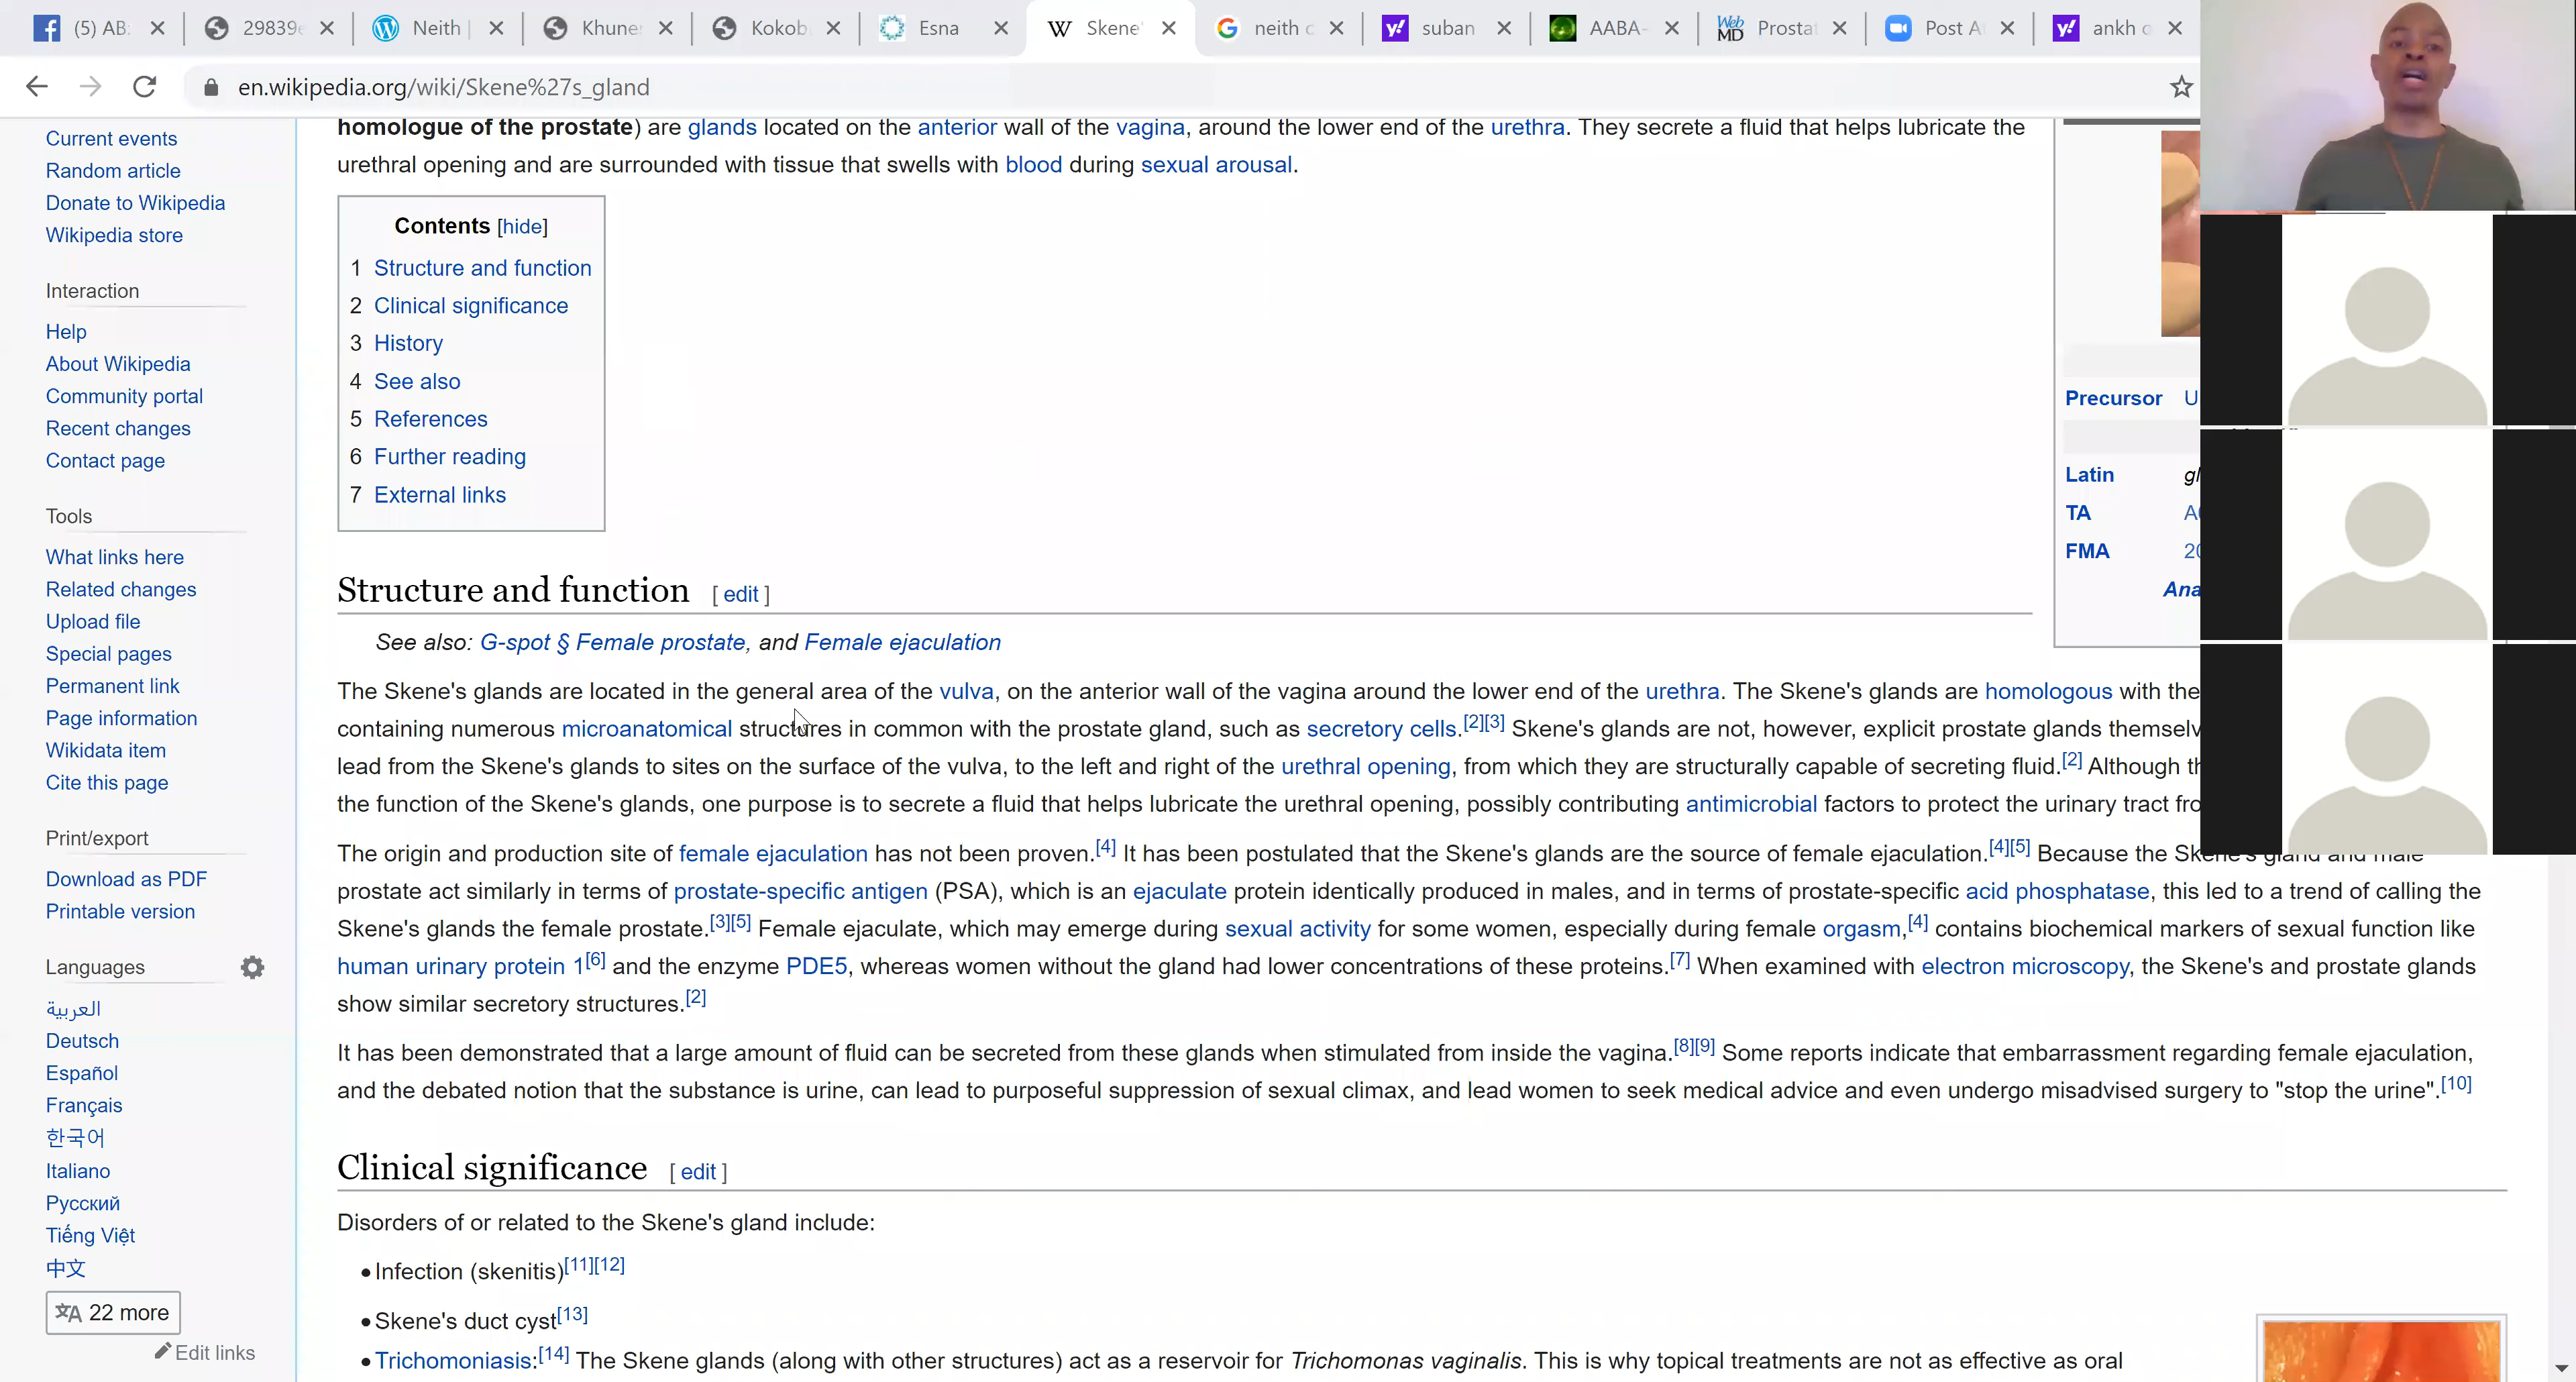 (5) AB:
29839
Neith |
Khuner
Kokob
Esna
W Skene'
neith c
suban
AABA-
Web MD Prostat
Post A
ankh o
en.wikipedia.org/wiki/Skene%27s_gland
Current events
Random article
Donate to Wikipedia
Wikipedia store
Interaction
Help
About Wikipedia
Community portal
Recent changes
Contact page
Tools
What links here
Related changes
Upload file
Special pages
Permanent link
Page information
Wikidata item
Cite this page
Print/export
Download as PDF
Printable version
Languages
العربية
Deutsch
Español
Français
한국어
Italiano
Русский
Tiếng Việt
中文
22 more
Edit links
homologue of the prostate) are glands located on the anterior wall of the vagina, around the lower end of the urethra. They secrete a fluid that helps lubricate the
urethral opening and are surrounded with tissue that swells with blood during sexual arousal.
Contents [hide]
1 Structure and function
2 Clinical significance
3 History
4 See also
5 References
6 Further reading
7 External links
Precursor U
Latin gl
TA A
FMA 20
Ana
Structure and function [ edit ]
See also: G-spot § Female prostate, and Female ejaculation
The Skene's glands are located in the general area of the vulva, on the anterior wall of the vagina around the lower end of the urethra. The Skene's glands are homologous with the
containing numerous microanatomical structures in common with the prostate gland, such as secretory cells.[2][3] Skene's glands are not, however, explicit prostate glands themselv
lead from the Skene's glands to sites on the surface of the vulva, to the left and right of the urethral opening, from which they are structurally capable of secreting fluid.[2] Although th
the function of the Skene's glands, one purpose is to secrete a fluid that helps lubricate the urethral opening, possibly contributing antimicrobial factors to protect the urinary tract fro
The origin and production site of female ejaculation has not been proven.[4] It has been postulated that the Skene's glands are the source of female ejaculation.[4][5] Because the Skene's gland and male
prostate act similarly in terms of prostate-specific antigen (PSA), which is an ejaculate protein identically produced in males, and in terms of prostate-specific acid phosphatase, this led to a trend of calling the
Skene's glands the female prostate.[3][5] Female ejaculate, which may emerge during sexual activity for some women, especially during female orgasm,[4] contains biochemical markers of sexual function like
human urinary protein 1[6] and the enzyme PDE5, whereas women without the gland had lower concentrations of these proteins.[7] When examined with electron microscopy, the Skene's and prostate glands
show similar secretory structures.[2]
It has been demonstrated that a large amount of fluid can be secreted from these glands when stimulated from inside the vagina.[8][9] Some reports indicate that embarrassment regarding female ejaculation,
and the debated notion that the substance is urine, can lead to purposeful suppression of sexual climax, and lead women to seek medical advice and even undergo misadvised surgery to "stop the urine".[10]
Clinical significance [ edit ]
Disorders of or related to the Skene's gland include:
• Infection (skenitis)[11][12]
• Skene's duct cyst[13]
• Trichomoniasis:[14] The Skene glands (along with other structures) act as a reservoir for Trichomonas vaginalis. This is why topical treatments are not as effective as oral